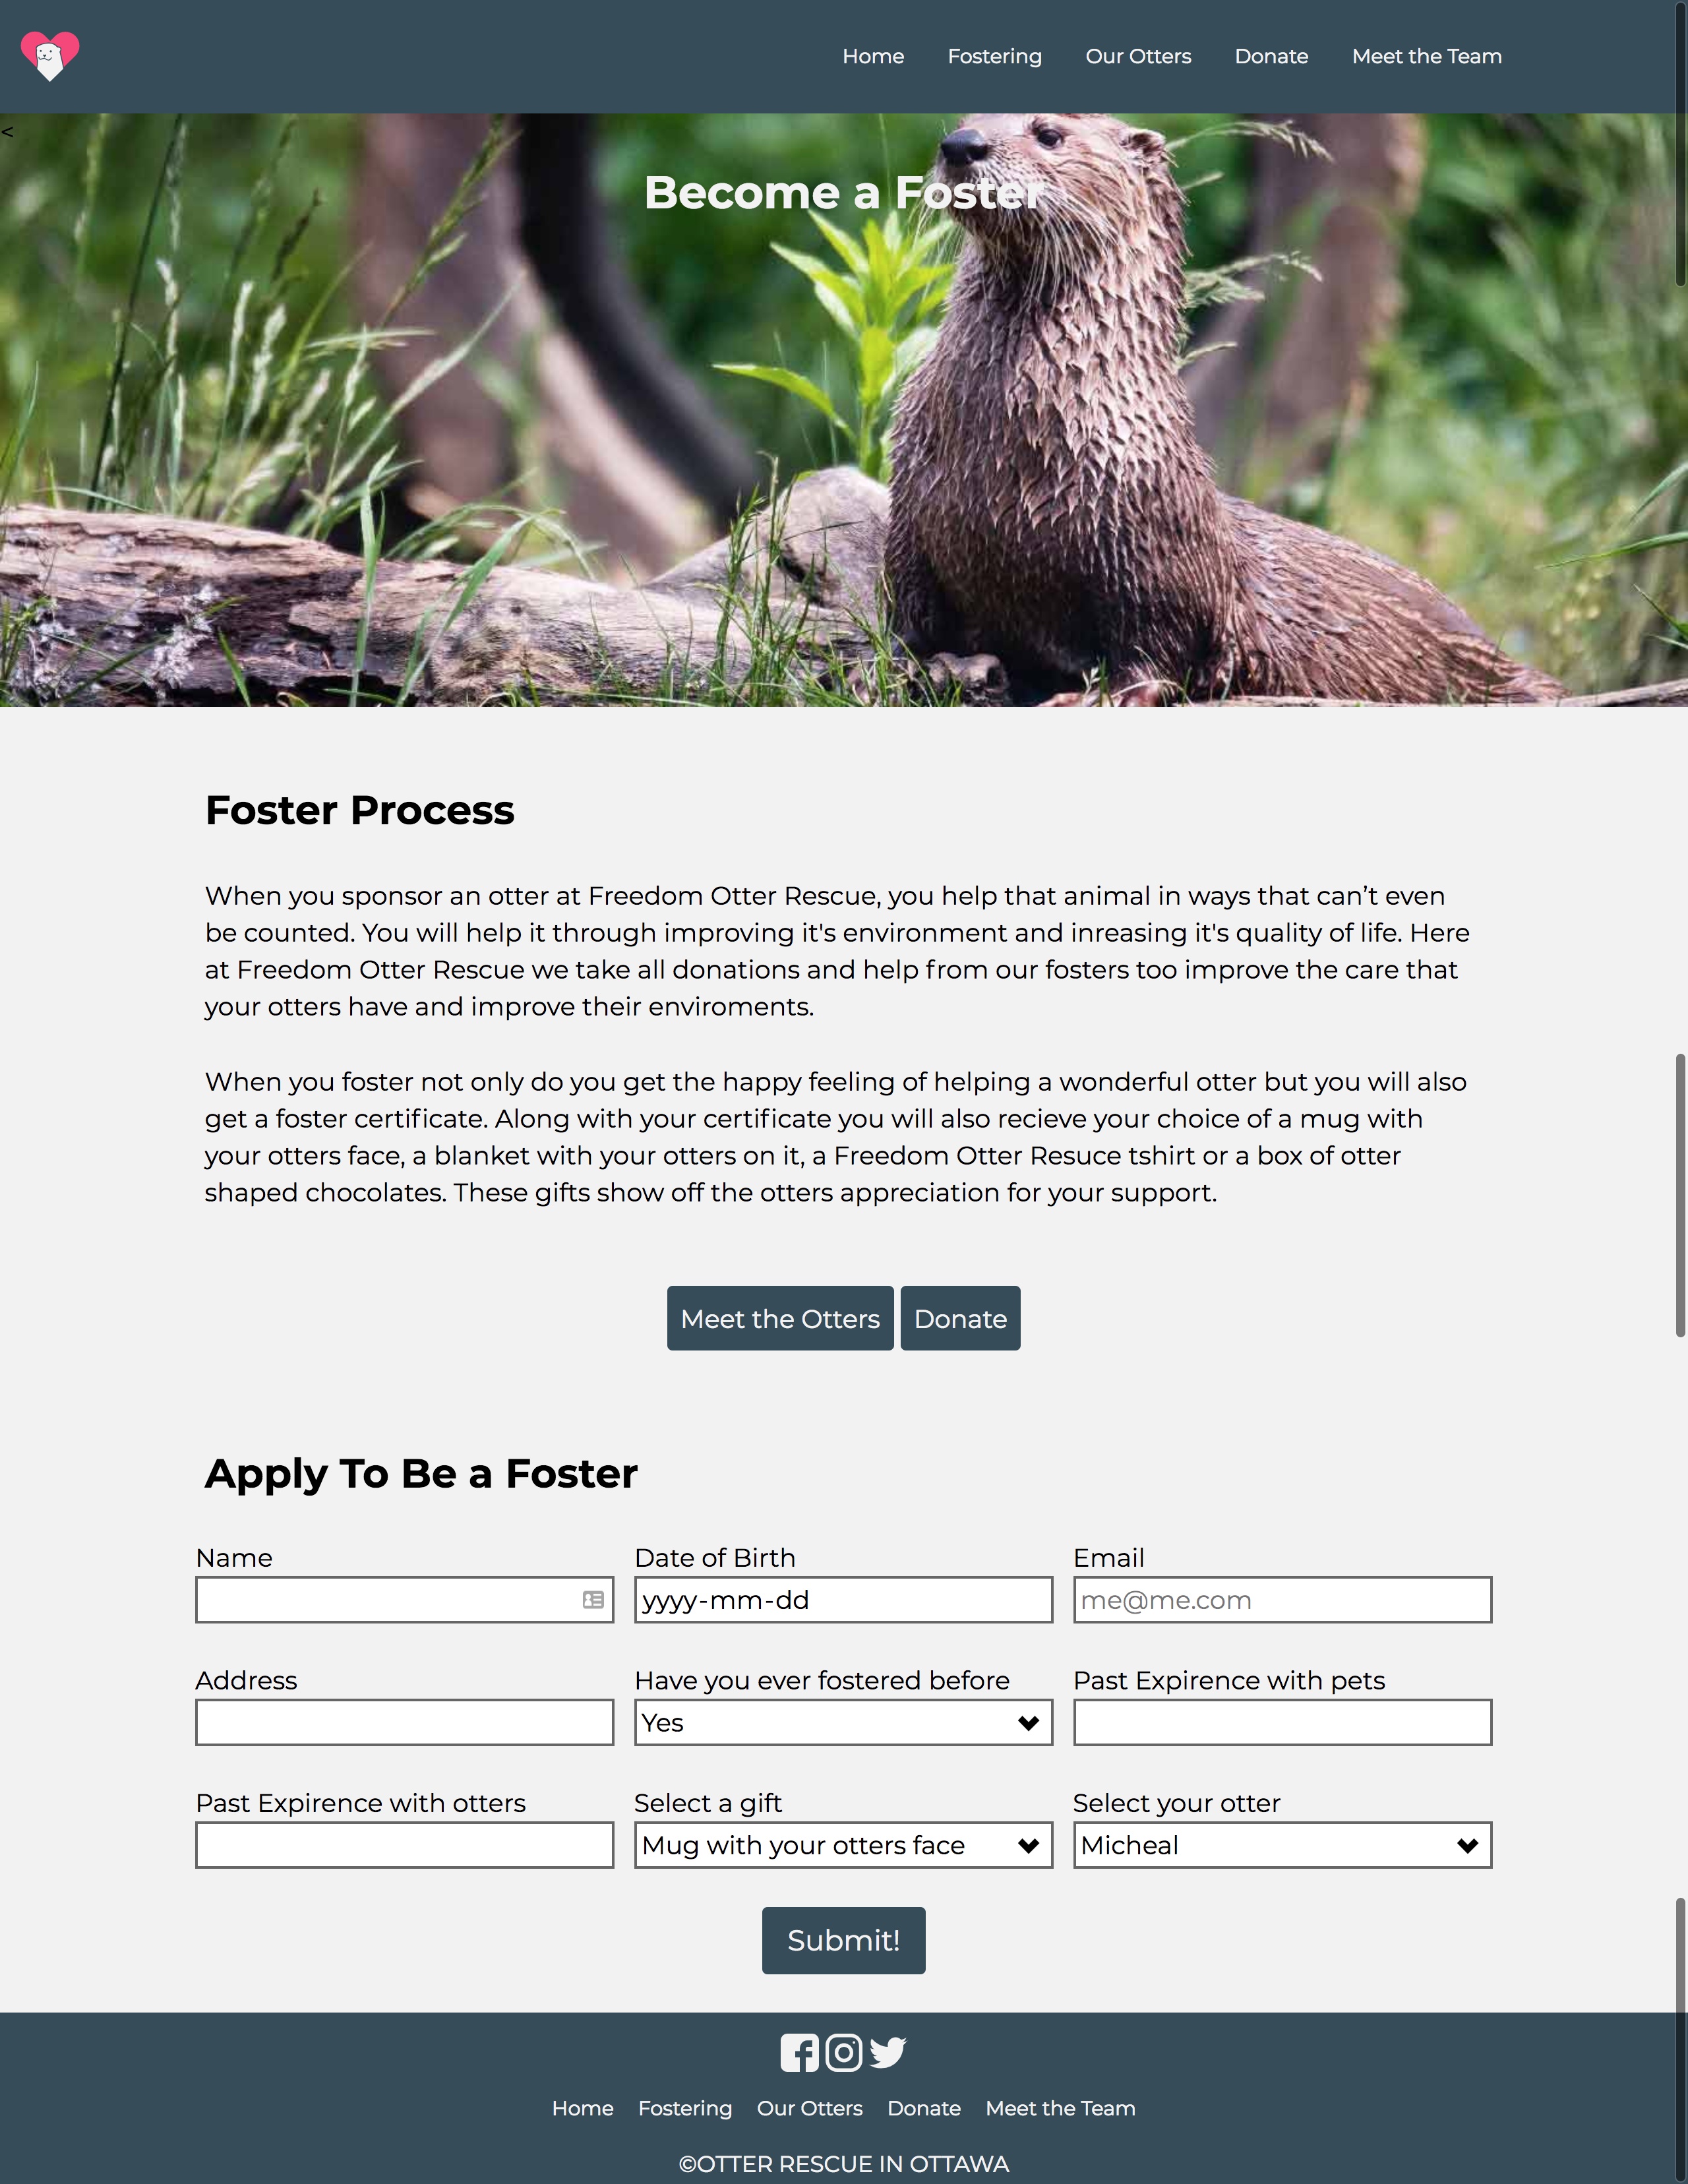 Home Fostering Our Otters Donate Meet the Team
<
Become a Foster
Foster Process
When you sponsor an otter at Freedom Otter Rescue, you help that animal in ways that can’t even
be counted. You will help it through improving it's environment and inreasing it's quality of life. Here
at Freedom Otter Rescue we take all donations and help from our fosters too improve the care that
your otters have and improve their enviroments.
When you foster not only do you get the happy feeling of helping a wonderful otter but you will also
get a foster certificate. Along with your certificate you will also recieve your choice of a mug with
your otters face, a blanket with your otters on it, a Freedom Otter Resuce tshirt or a box of otter
shaped chocolates. These gifts show off the otters appreciation for your support.
Meet the Otters Donate
Apply To Be a Foster
Name Date of Birth Email
yyyy-mm-dd me@me.com
Address Have you ever fostered before Past Expirence with pets
Yes
Past Expirence with otters Select a gift Select your otter
Mug with your otters face Micheal
Submit!
Home Fostering Our Otters Donate Meet the Team
©OTTER RESCUE IN OTTAWA